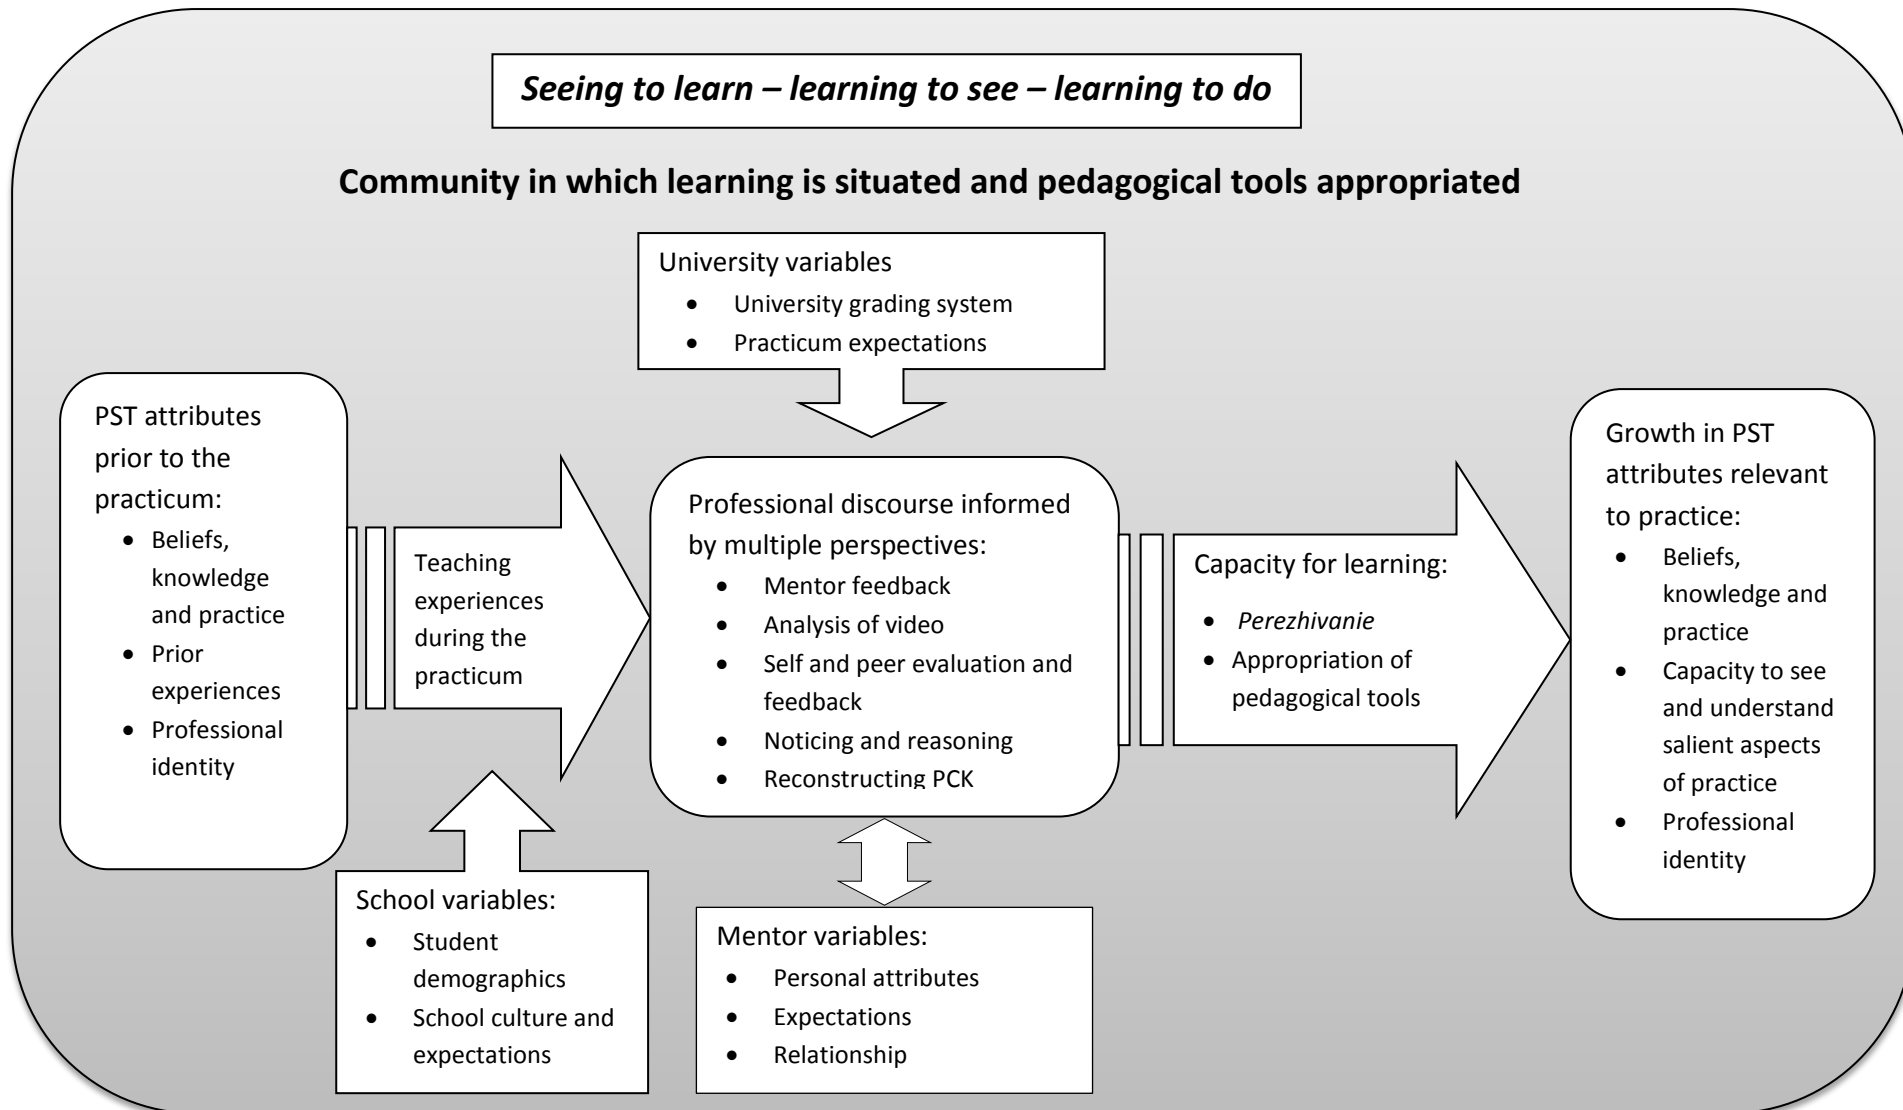 Seeing to learn – learning to see – learning to do
Community in which learning is situated and pedagogical tools appropriated
University variables
• University grading system
• Practicum expectations
PST attributes
prior to the
practicum:
• Beliefs,
knowledge
and practice
• Prior
experiences
• Professional
identity
Teaching
experiences
during the
practicum
School variables:
• Student
demographics
• School culture and
expectations
Professional discourse informed
by multiple perspectives:
• Mentor feedback
• Analysis of video
• Self and peer evaluation and
feedback
• Noticing and reasoning
• Reconstructing PCK
Mentor variables:
• Personal attributes
• Expectations
• Relationship
Capacity for learning:
• Perezhivanie
• Appropriation of
pedagogical tools
Growth in PST
attributes relevant
to practice:
• Beliefs,
knowledge and
practice
• Capacity to see
and understand
salient aspects
of practice
• Professional
identity